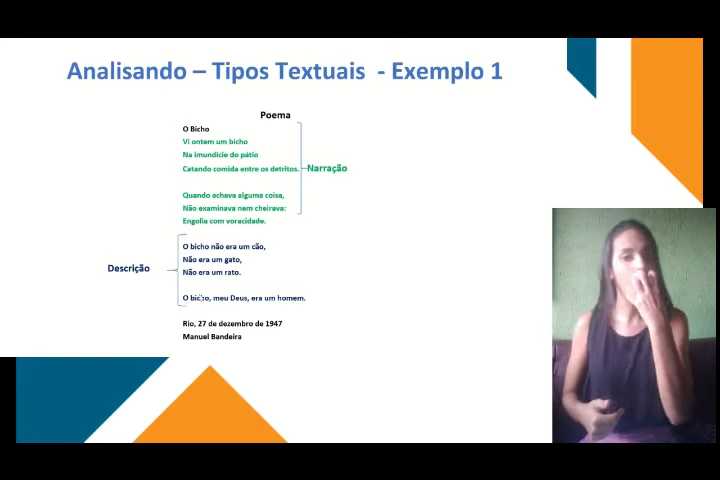 Analisando – Tipos Textuais - Exemplo 1
Poema
O Bicho
Vi ontem um bicho
Na imundície do pátio
Catando comida entre os detritos.
Narração
Quando achava alguma coisa,
Não examinava nem cheirava:
Engolia com voracidade.
O bicho não era um cão,
Não era um gato,
Descrição
Não era um rato.
O bicho, meu Deus, era um homem.
Rio, 27 de dezembro de 1947
Manuel Bandeira